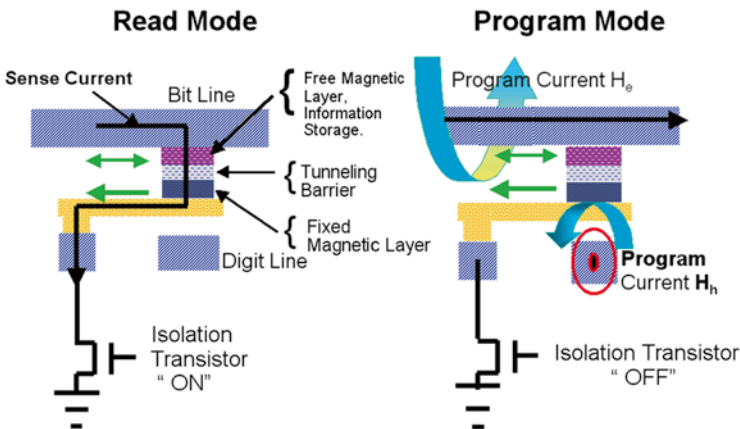 Read Mode
Sense Current
Bit Line
Free Magnetic
Layer,
Information
Storage.
Tunneling
Barrier
Fixed
Magnetic Layer
Digit Line
Isolation
Transistor
“ ON”
Program Mode
Program Current He
Program
Current Hh
Isolation Transistor
“ OFF”